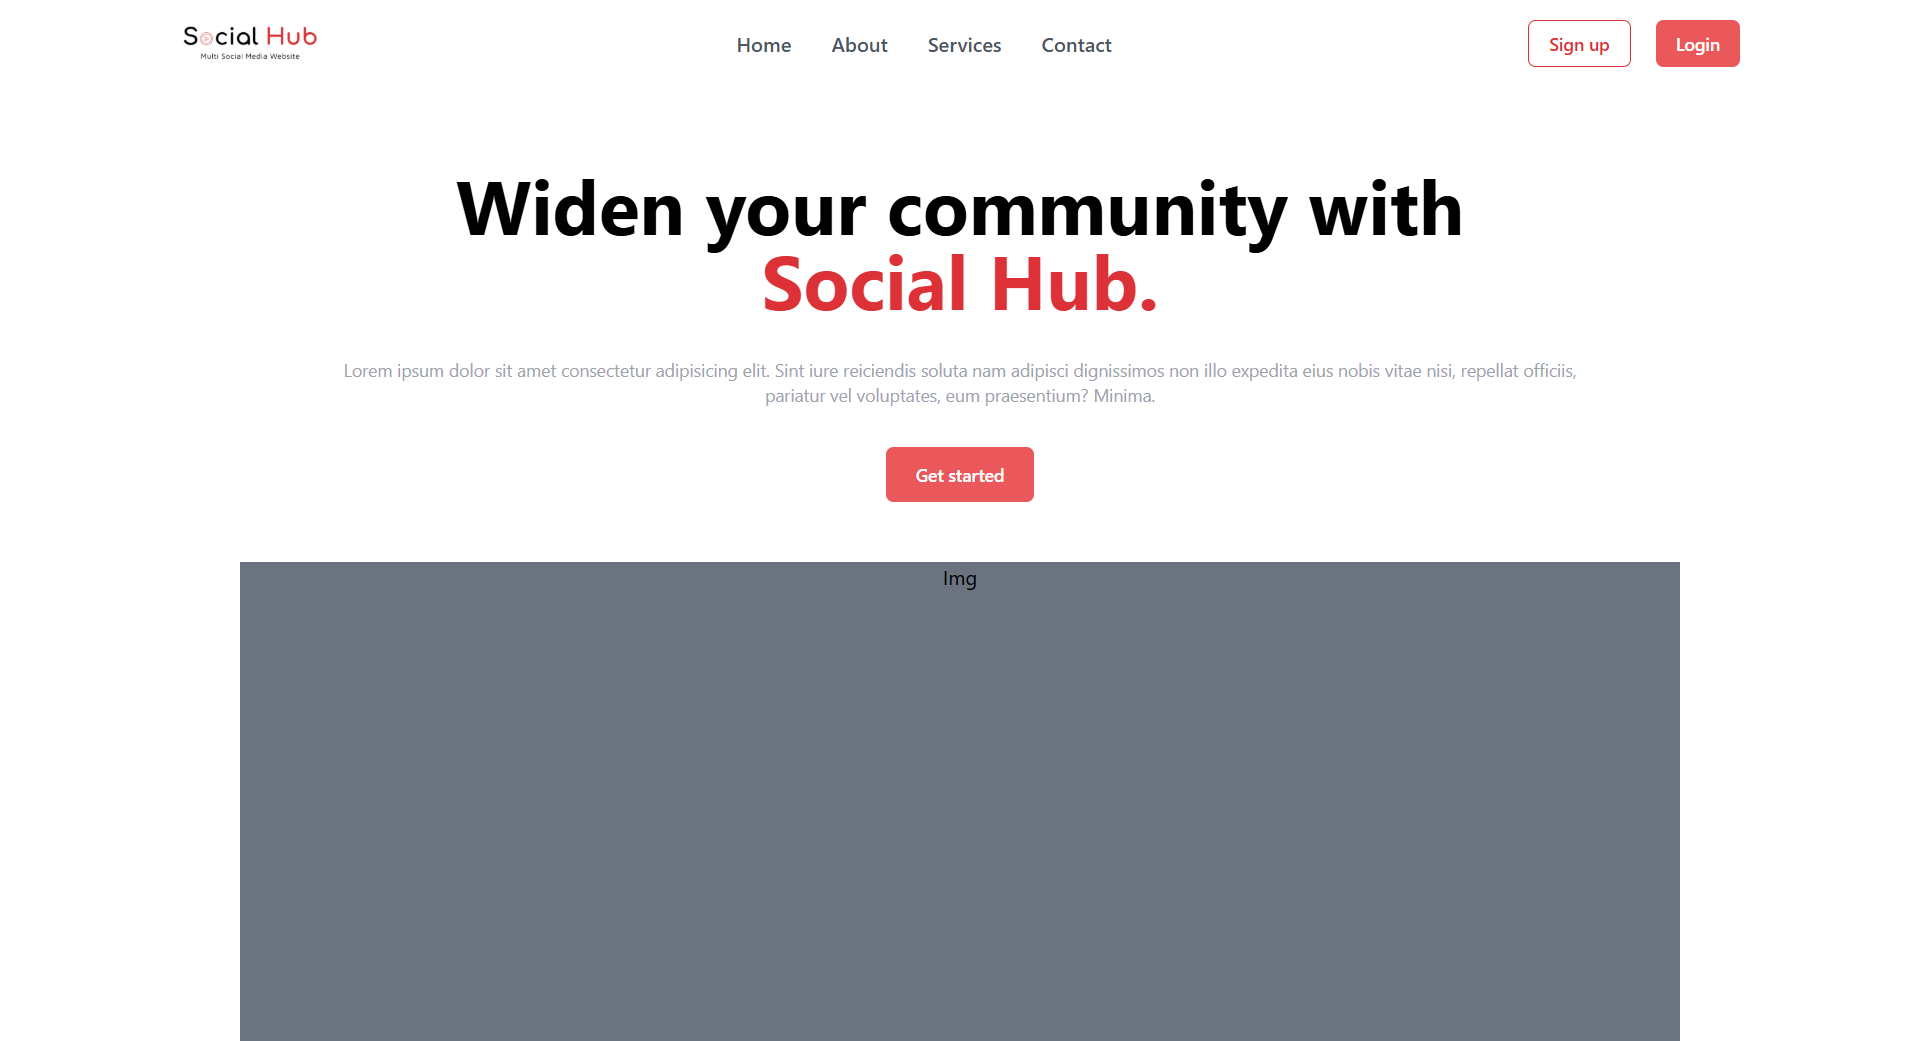 Social Hub
Multi Social Media Website
Home About Services Contact
Sign up Login
Widen your community with
Social Hub.
Lorem ipsum dolor sit amet consectetur adipisicing elit. Sint iure reiciendis soluta nam adipisci dignissimos non illo expedita eius nobis vitae nisi, repellat officiis,
pariatur vel voluptates, eum praesentium? Minima.
Get started
Img